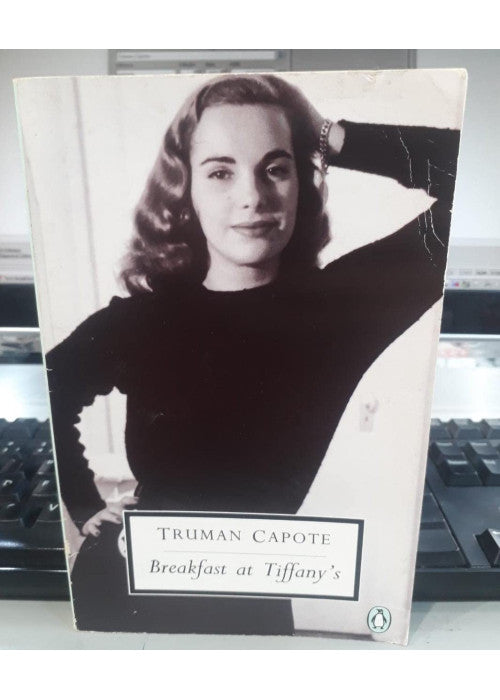 TRUMAN CAPOTE
Breakfast at Tiffany's